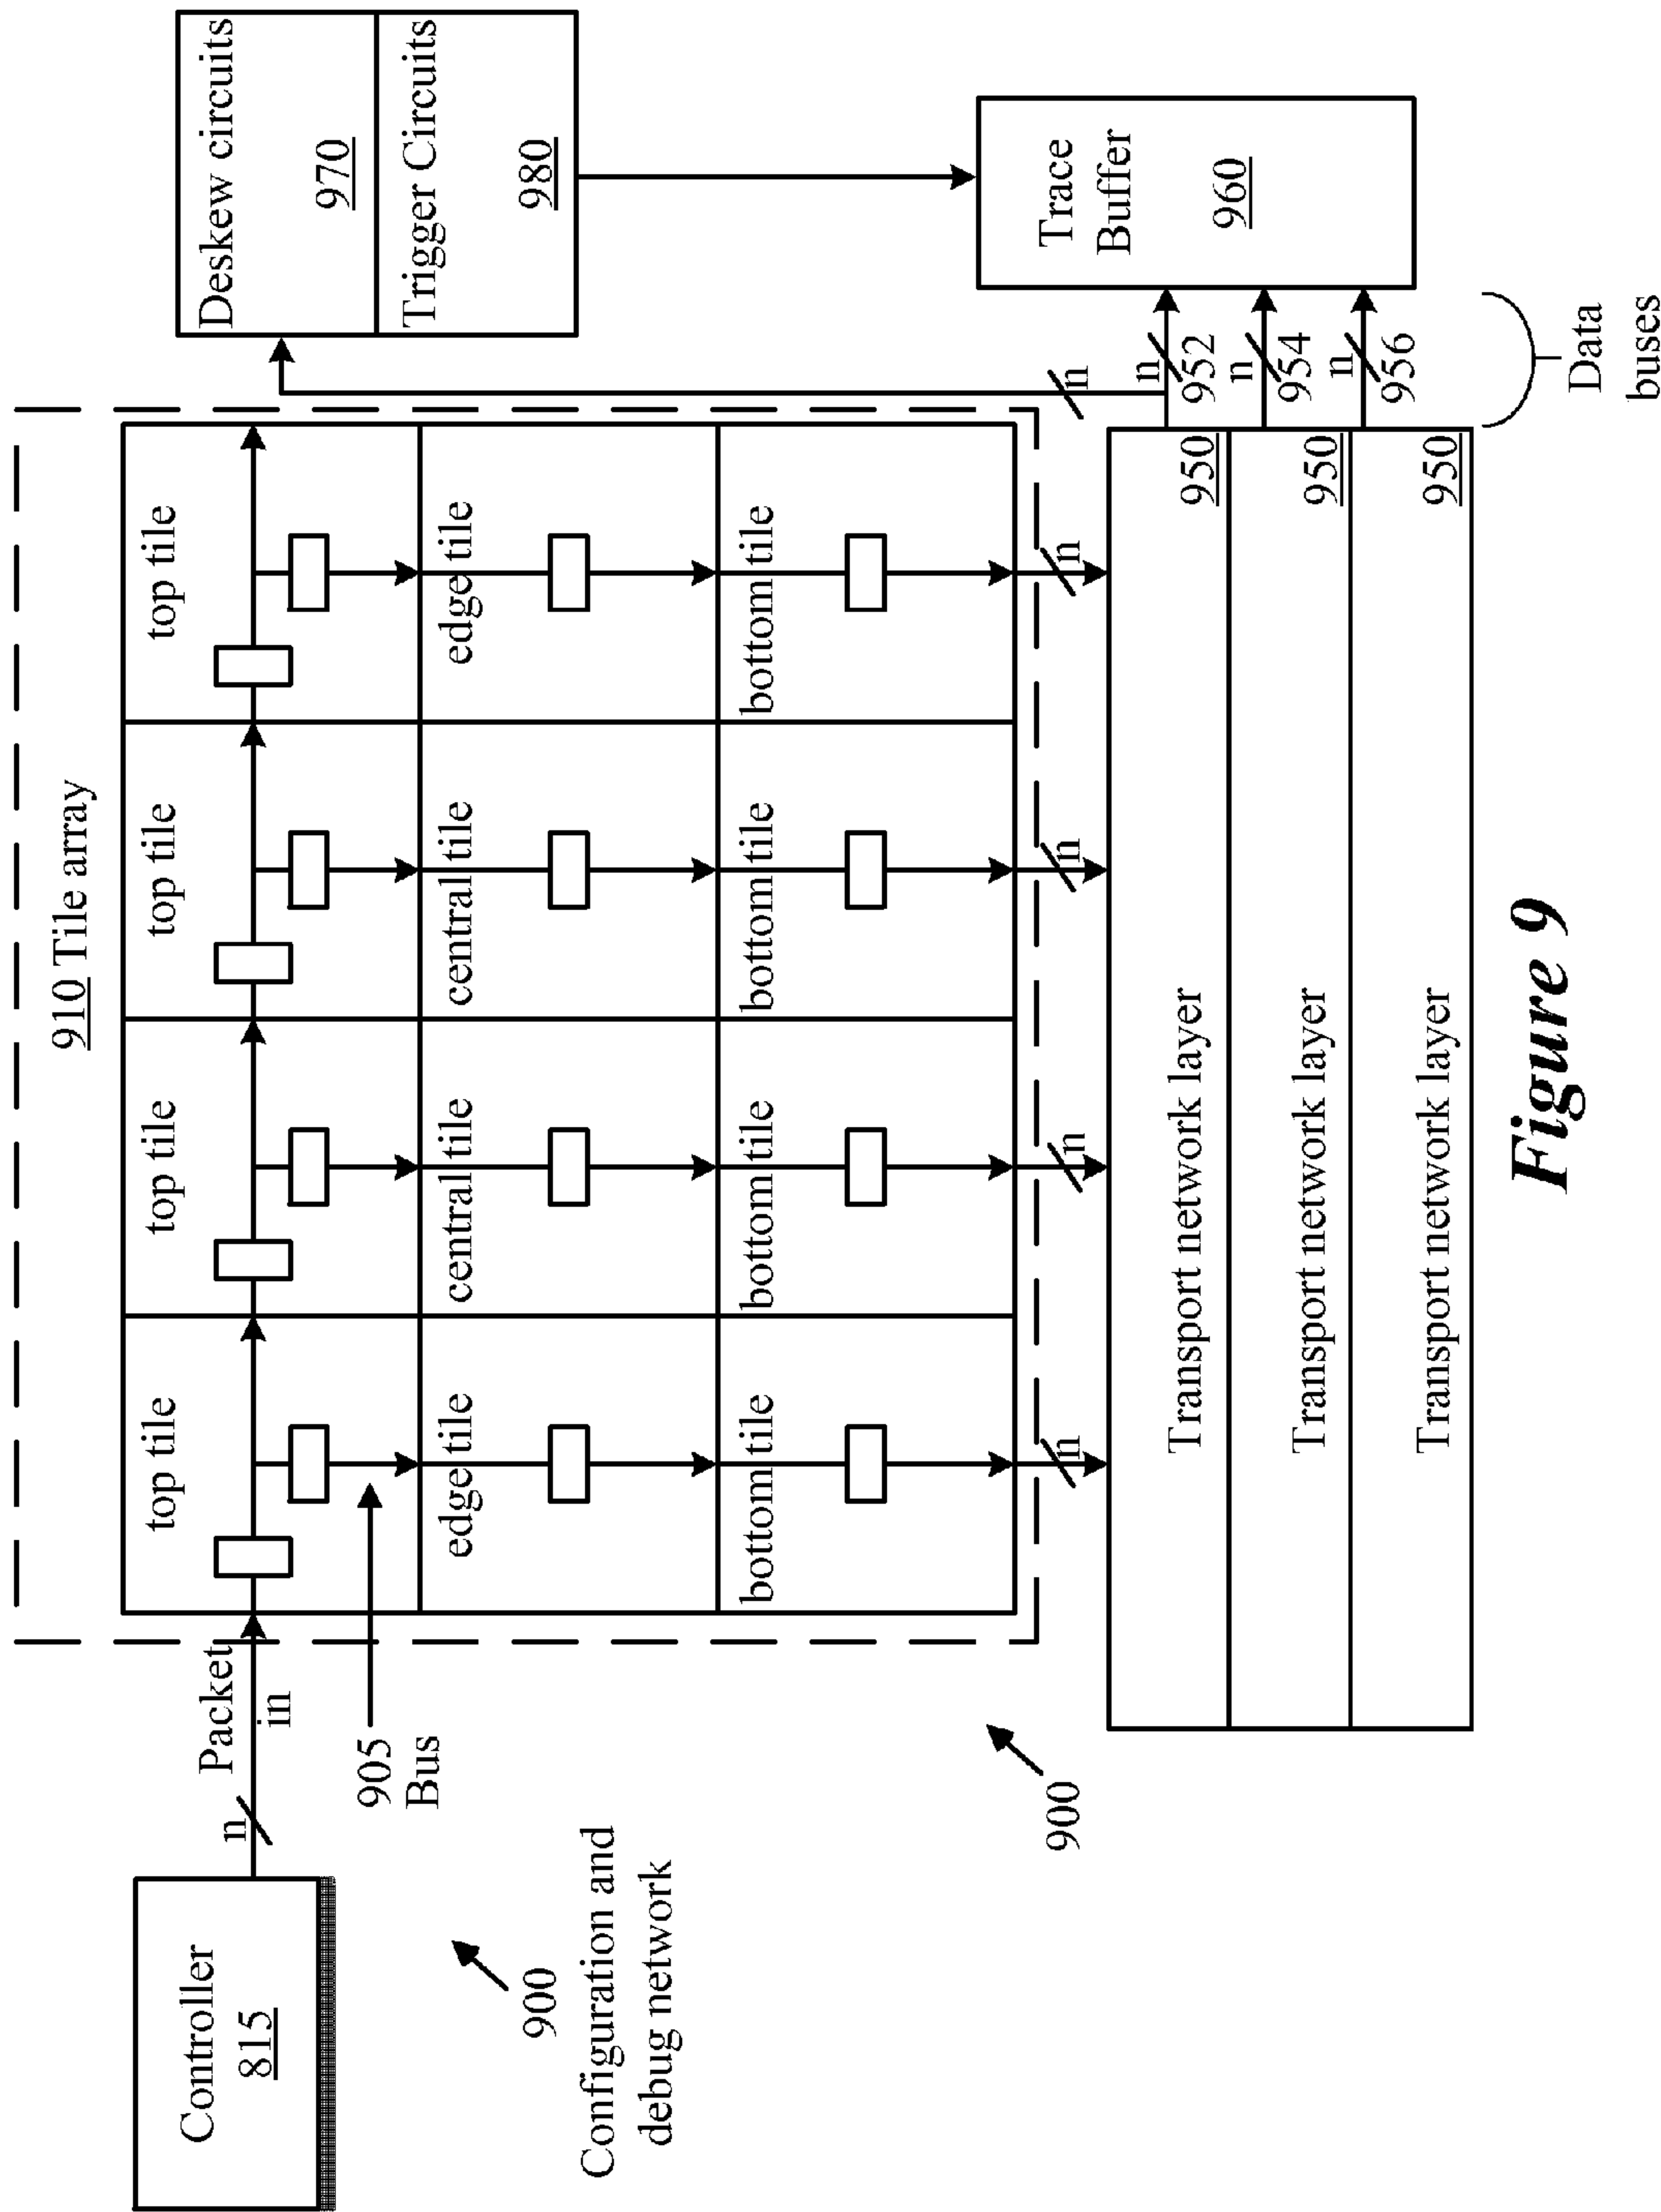 910 Tile array
Controller
815
n
Packet
in
905
Bus
900
Configuration and
debug network
top tile
top tile
top tile
top tile
edge tile
central tile
central tile
edge tile
bottom tile
bottom tile
bottom tile
bottom tile
n
n
n
n
900
Transport network layer
950
Transport network layer
950
Transport network layer
950
n
n
952
n
954
n
956
Data
buses
Deskew circuits
970
Trigger Circuits
980
Trace
Buffer
960
Figure 9